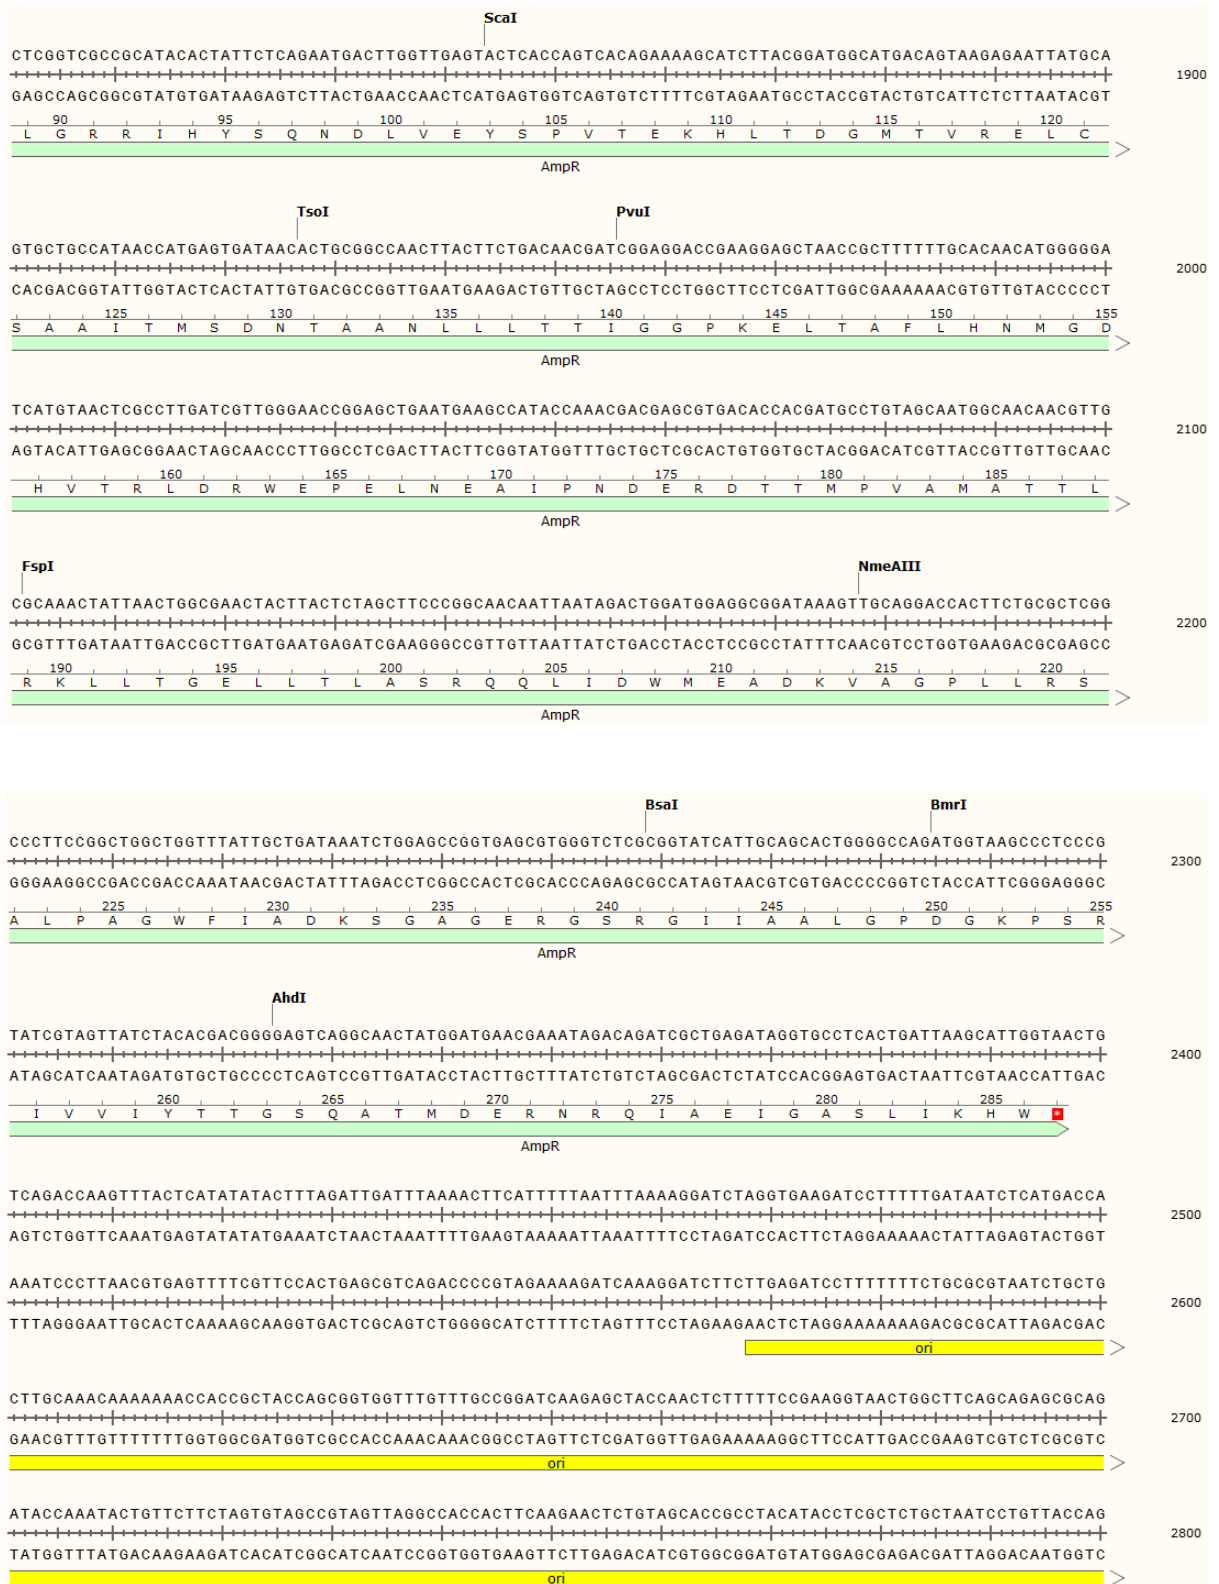 ScaI
CTCGGTCGCCGCATACACTATTCTCAGAATGACTTGGTTGAGTACTCACCAGTCACAGAAAAGCATCTTACGGATGGCATGACAGTAAGAGAATTATGCA
1900
GAGCCAGCGGCGTATGTGATAAGAGTCTTACTGAACCAACTCATGAGTGGTCAGTGTCTTTTCGTAGAATGCCTACCGTACTGTCATTCTCTTAATACGT
90 95 100 105 110 115 120
L G R R I H Y S Q N D L V E Y S P V T E K H L T D G M T V R E L C
AmpR
TsoI PvuI
GTGCTGCCATAACCATGAGTGATAACACTGCGGCCAACTTACTTCTGACAACGATCGGAGGACCGAAGGAGCTAACCGCTTTTTTGCACAACATGGGGGA
2000
CACGACGGTATTGGTACTCACTATTGTGACGCCGGTTGAATGAAGACTGTTGCTAGCCTCCTGGCTTCCTCGATTGGCGAAAAAACGTGTTGTACCCCCT
125 130 135 140 145 150 155
S A A I T M S D N T A A N L L L T T I G G P K E L T A F L H N M G D
AmpR
TCATGTAACTCGCCTTGATCGTTGGGAACCGGAGCTGAATGAAGCCATACCAAACGACGAGCGTGACACCACGATGCCTGTAGCAATGGCAACAACGTTG
2100
AGTACATTGAGCGGAACTAGCAACCCTTGGCCTCGACTTACTTCGGTATGGTTTGCTGCTCGCACTGTGGTGCTACGGACATCGTTACCGTTGTTGCAAC
160 165 170 175 180 185
H V T R L D R W E P E L N E A I P N D E R D T T M P V A M A T T L
AmpR
FspI NmeAIII
CGCAAACTATTAACTGGCGAACTACTTACTCTAGCTTCCCGGCAACAATTAATAGACTGGATGGAGGCGGATAAAGTTGCAGGACCACTTCTGCGCTCGG
2200
GCGTTTGATAATTGACCGCTTGATGAATGAGATCGAAGGGCCGTTGTTAATTATCTGACCTACCTCCGCCTATTTCAACGTCCTGGTGAAGACGCGAGCC
190 195 200 205 210 215 220
R K L L T G E L L T L A S R Q Q L I D W M E A D K V A G P L L R S
AmpR
BsaI BmrI
CCCTTCCGGCTGGCTGGTTTATTGCTGATAAATCTGGAGCCGGTGAGCGTGGGTCTCGCGGTATCATTGCAGCACTGGGGCCAGATGGTAAGCCCTCCCG
2300
GGGAAGGCCGACCGACCAAATAACGACTATTTAGACCTCGGCCACTCGCACCCAGAGCGCCATAGTAACGTCGTGACCCCGGTCTACCATTCGGGAGGGC
225 230 235 240 245 250 255
A L P A G W F I A D K S G A G E R G S R G I I A A L G P D G K P S R
AmpR
AhdI
TATCGTAGTTATCTACACGACGGGGAGTCAGGCAACTATGGATGAACGAAATAGACAGATCGCTGAGATAGGTGCCTCACTGATTAAGCATTGGTAACTG
2400
ATAGCATCAATAGATGTGCTGCCCCTCAGTCCGTTGATACCTACTTGCTTTATCTGTCTAGCGACTCTATCCACGGAGTGACTAATTCGTAACCATTGAC
260 265 270 275 280 285
I V V I Y T T G S Q A T M D E R N R Q I A E I G A S L I K H W *
AmpR
TCAGACCAAGTTTACTCATATATACTTTAGATTGATTTAAAACTTCATTTTTAATTTAAAAGGATCTAGGTGAAGATCCTTTTTGATAATCTCATGACCA
2500
AGTCTGGTTCAAATGAGTATATATGAAATCTAACTAAATTTTGAAGTAAAAATTAAATTTTCCTAGATCCACTTCTAGGAAAAACTATTAGAGTACTGGT
AAATCCCTTAACGTGAGTTTTCGTTCCACTGAGCGTCAGACCCCGTAGAAAAGATCAAAGGATCTTCTTGAGATCCTTTTTTTCTGCGCGTAATCTGCTG
2600
TTTAGGGAATTGCACTCAAAAGCAAGGTGACTCGCAGTCTGGGGCATCTTTTCTAGTTTCCTAGAAGAACTCTAGGAAAAAAAGACGCGCATTAGACGAC
ori
CTTGCAAACAAAAAAACCACCGCTACCAGCGGTGGTTTGTTTGCCGGATCAAGAGCTACCAACTCTTTTTCCGAAGGTAACTGGCTTCAGCAGAGCGCAG
2700
GAACGTTTGTTTTTTTGGTGGCGATGGTCGCCACCAAACAAACGGCCTAGTTCTCGATGGTTGAGAAAAAGGCTTCCATTGACCGAAGTCGTCTCGCGTC
ori
ATACCAAATACTGTTCTTCTAGTGTAGCCGTAGTTAGGCCACCACTTCAAGAACTCTGTAGCACCGCCTACATACCTCGCTCTGCTAATCCTGTTACCAG
2800
TATGGTTTATGACAAGAAGATCACATCGGCATCAATCCGGTGGTGAAGTTCTTGAGACATCGTGGCGGATGTATGGAGCGAGACGATTAGGACAATGGTC
ori